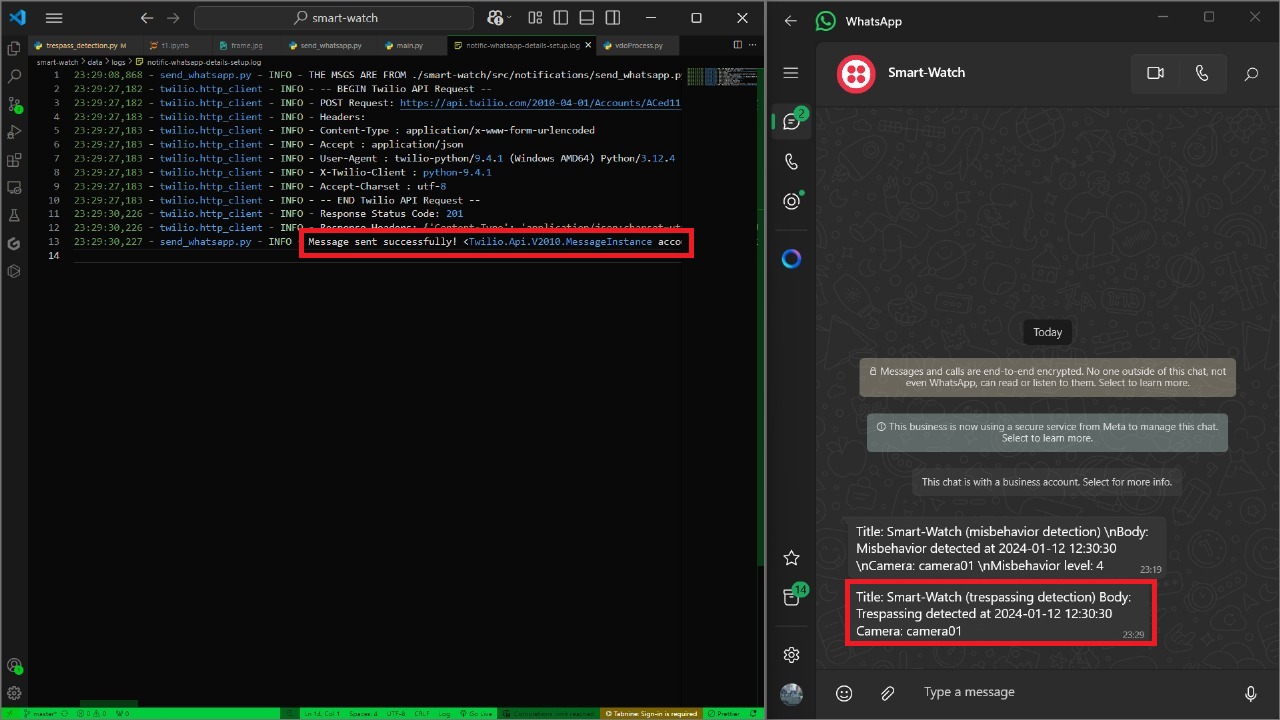 smart-watch
trespass_detection.py M
t1.ipynb
frame.jpg
send_whatsapp.py
main.py
notific-whatsapp-details-setup.log
vdoProcess.py
smart-watch > data > logs > notific-whatsapp-details-setup.log
1 23:29:08,868 - send_whatsapp.py - INFO - THE MSGS ARE FROM ./smart-watch/src/notifications/send_whatsapp.py
2 23:29:27,182 - twilio.http_client - INFO - -- BEGIN Twilio API Request --
3 23:29:27,182 - twilio.http_client - INFO - POST Request: https://api.twilio.com/2010-04-01/Accounts/ACed11
4 23:29:27,183 - twilio.http_client - INFO - Headers:
5 23:29:27,183 - twilio.http_client - INFO - Content-Type : application/x-www-form-urlencoded
6 23:29:27,183 - twilio.http_client - INFO - Accept : application/json
7 23:29:27,183 - twilio.http_client - INFO - User-Agent : twilio-python/9.4.1 (Windows AMD64) Python/3.12.4
8 23:29:27,183 - twilio.http_client - INFO - X-Twilio-Client : python-9.4.1
9 23:29:27,183 - twilio.http_client - INFO - Accept-Charset : utf-8
10 23:29:27,183 - twilio.http_client - INFO - -- END Twilio API Request --
11 23:29:30,226 - twilio.http_client - INFO - Response Status Code: 201
12 23:29:30,226 - twilio.http_client - INFO - Response Headers: {'Content-Type': 'application/json;charset=ut
13 23:29:30,227 - send_whatsapp.py - INFO - Message sent successfully! <Twilio.Api.V2010.MessageInstance acco
14
master*
0 0
0
Ln 14, Col 1
Spaces: 4
UTF-8
CRLF
Log
Go Live
Tabnine: Sign-in is required
Prettier
WhatsApp
Smart-Watch
2
Today
Messages and calls are end-to-end encrypted. No one outside of this chat, not
even WhatsApp, can read or listen to them. Select to learn more.
This business is now using a secure service from Meta to manage this chat.
Select to learn more.
This chat is with a business account. Select for more info.
Title: Smart-Watch (misbehavior detection) \nBody:
Misbehavior detected at 2024-01-12 12:30:30
\nCamera: camera01 \nMisbehavior level: 4
23:19
14
Title: Smart-Watch (trespassing detection) Body:
Trespassing detected at 2024-01-12 12:30:30
Camera: camera01
23:29
Type a message